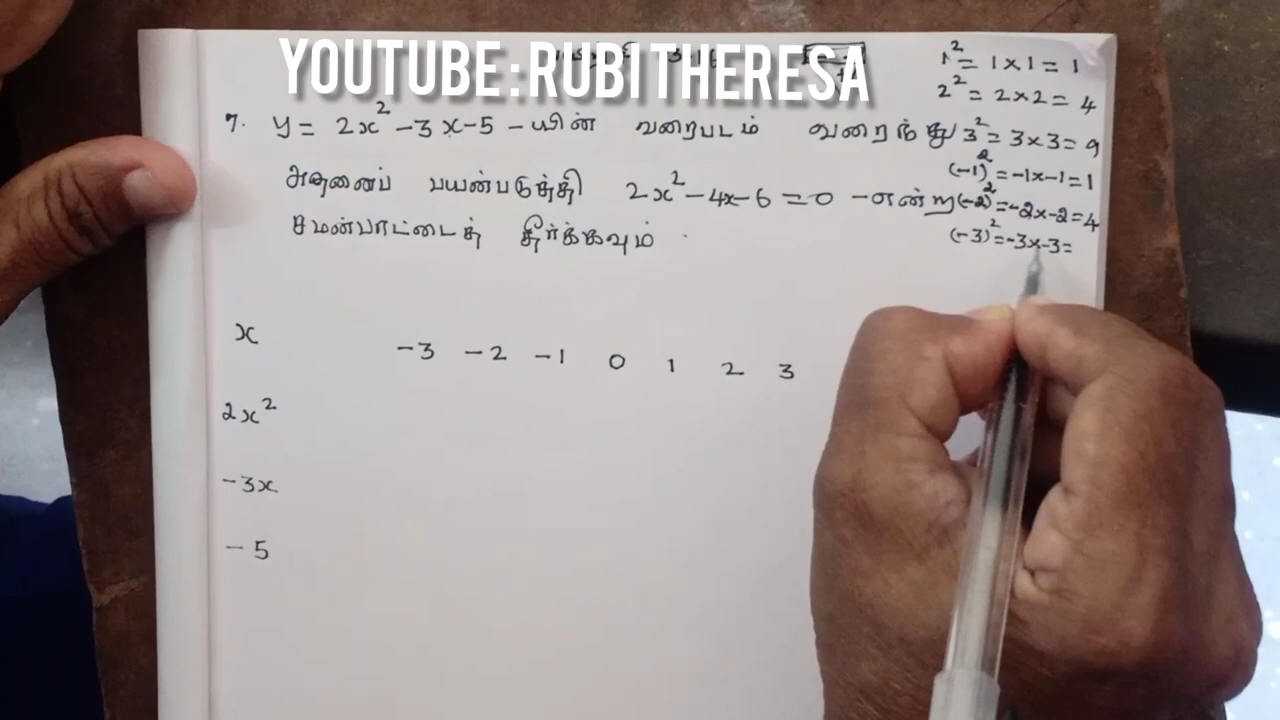 YOUTUBE : RUBI THERESA
7. y = 2x² - 3x - 5 - யின் வரைபடம் வரைந்து
அதனைப் பயன்படுத்தி 2x² - 4x - 6 = 0 - என்ற
சமன்பாட்டைத் தீர்க்கவும்
1² = 1 x 1 = 1
2² = 2 x 2 = 4
3² = 3 x 3 = 9
(-1)² = -1 x -1 = 1
(-2)² = -2 x -2 = 4
(-3)² = -3 x -3 =
x -3 -2 -1 0 1 2 3
2x²
-3x
-5